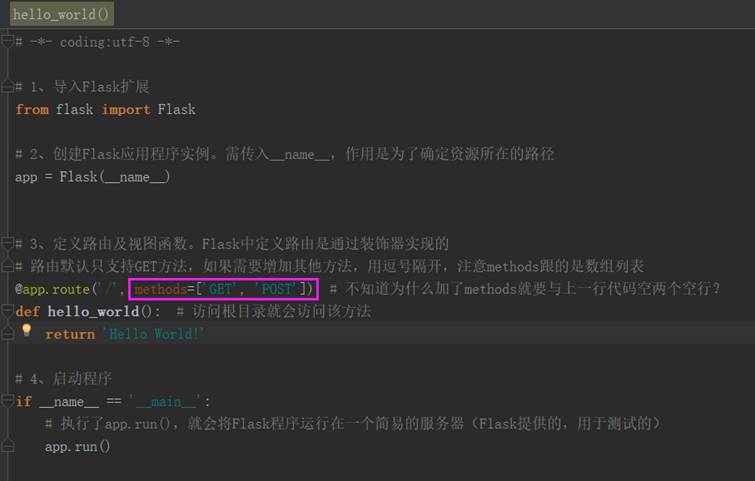 hello_world()
# -*- coding:utf-8 -*-
# 1、导入Flask扩展
from flask import Flask
# 2、创建Flask应用程序实例。需传入__name__，作用是为了确定资源所在的路径
app = Flask(__name__)
# 3、定义路由及视图函数。Flask中定义路由是通过装饰器实现的
# 路由默认只支持GET方法，如果需要增加其他方法，用逗号隔开，注意methods跟的是数组列表
@app.route('/', methods=['GET', 'POST']) # 不知道为什么加了methods就要与上一行代码空两个空行？
def hello_world(): # 访问根目录就会访问该方法
return 'Hello World!'
# 4、启动程序
if __name__ == '__main__':
# 执行了app.run()，就会将Flask程序运行在一个简易的服务器（Flask提供的，用于测试的）
app.run()